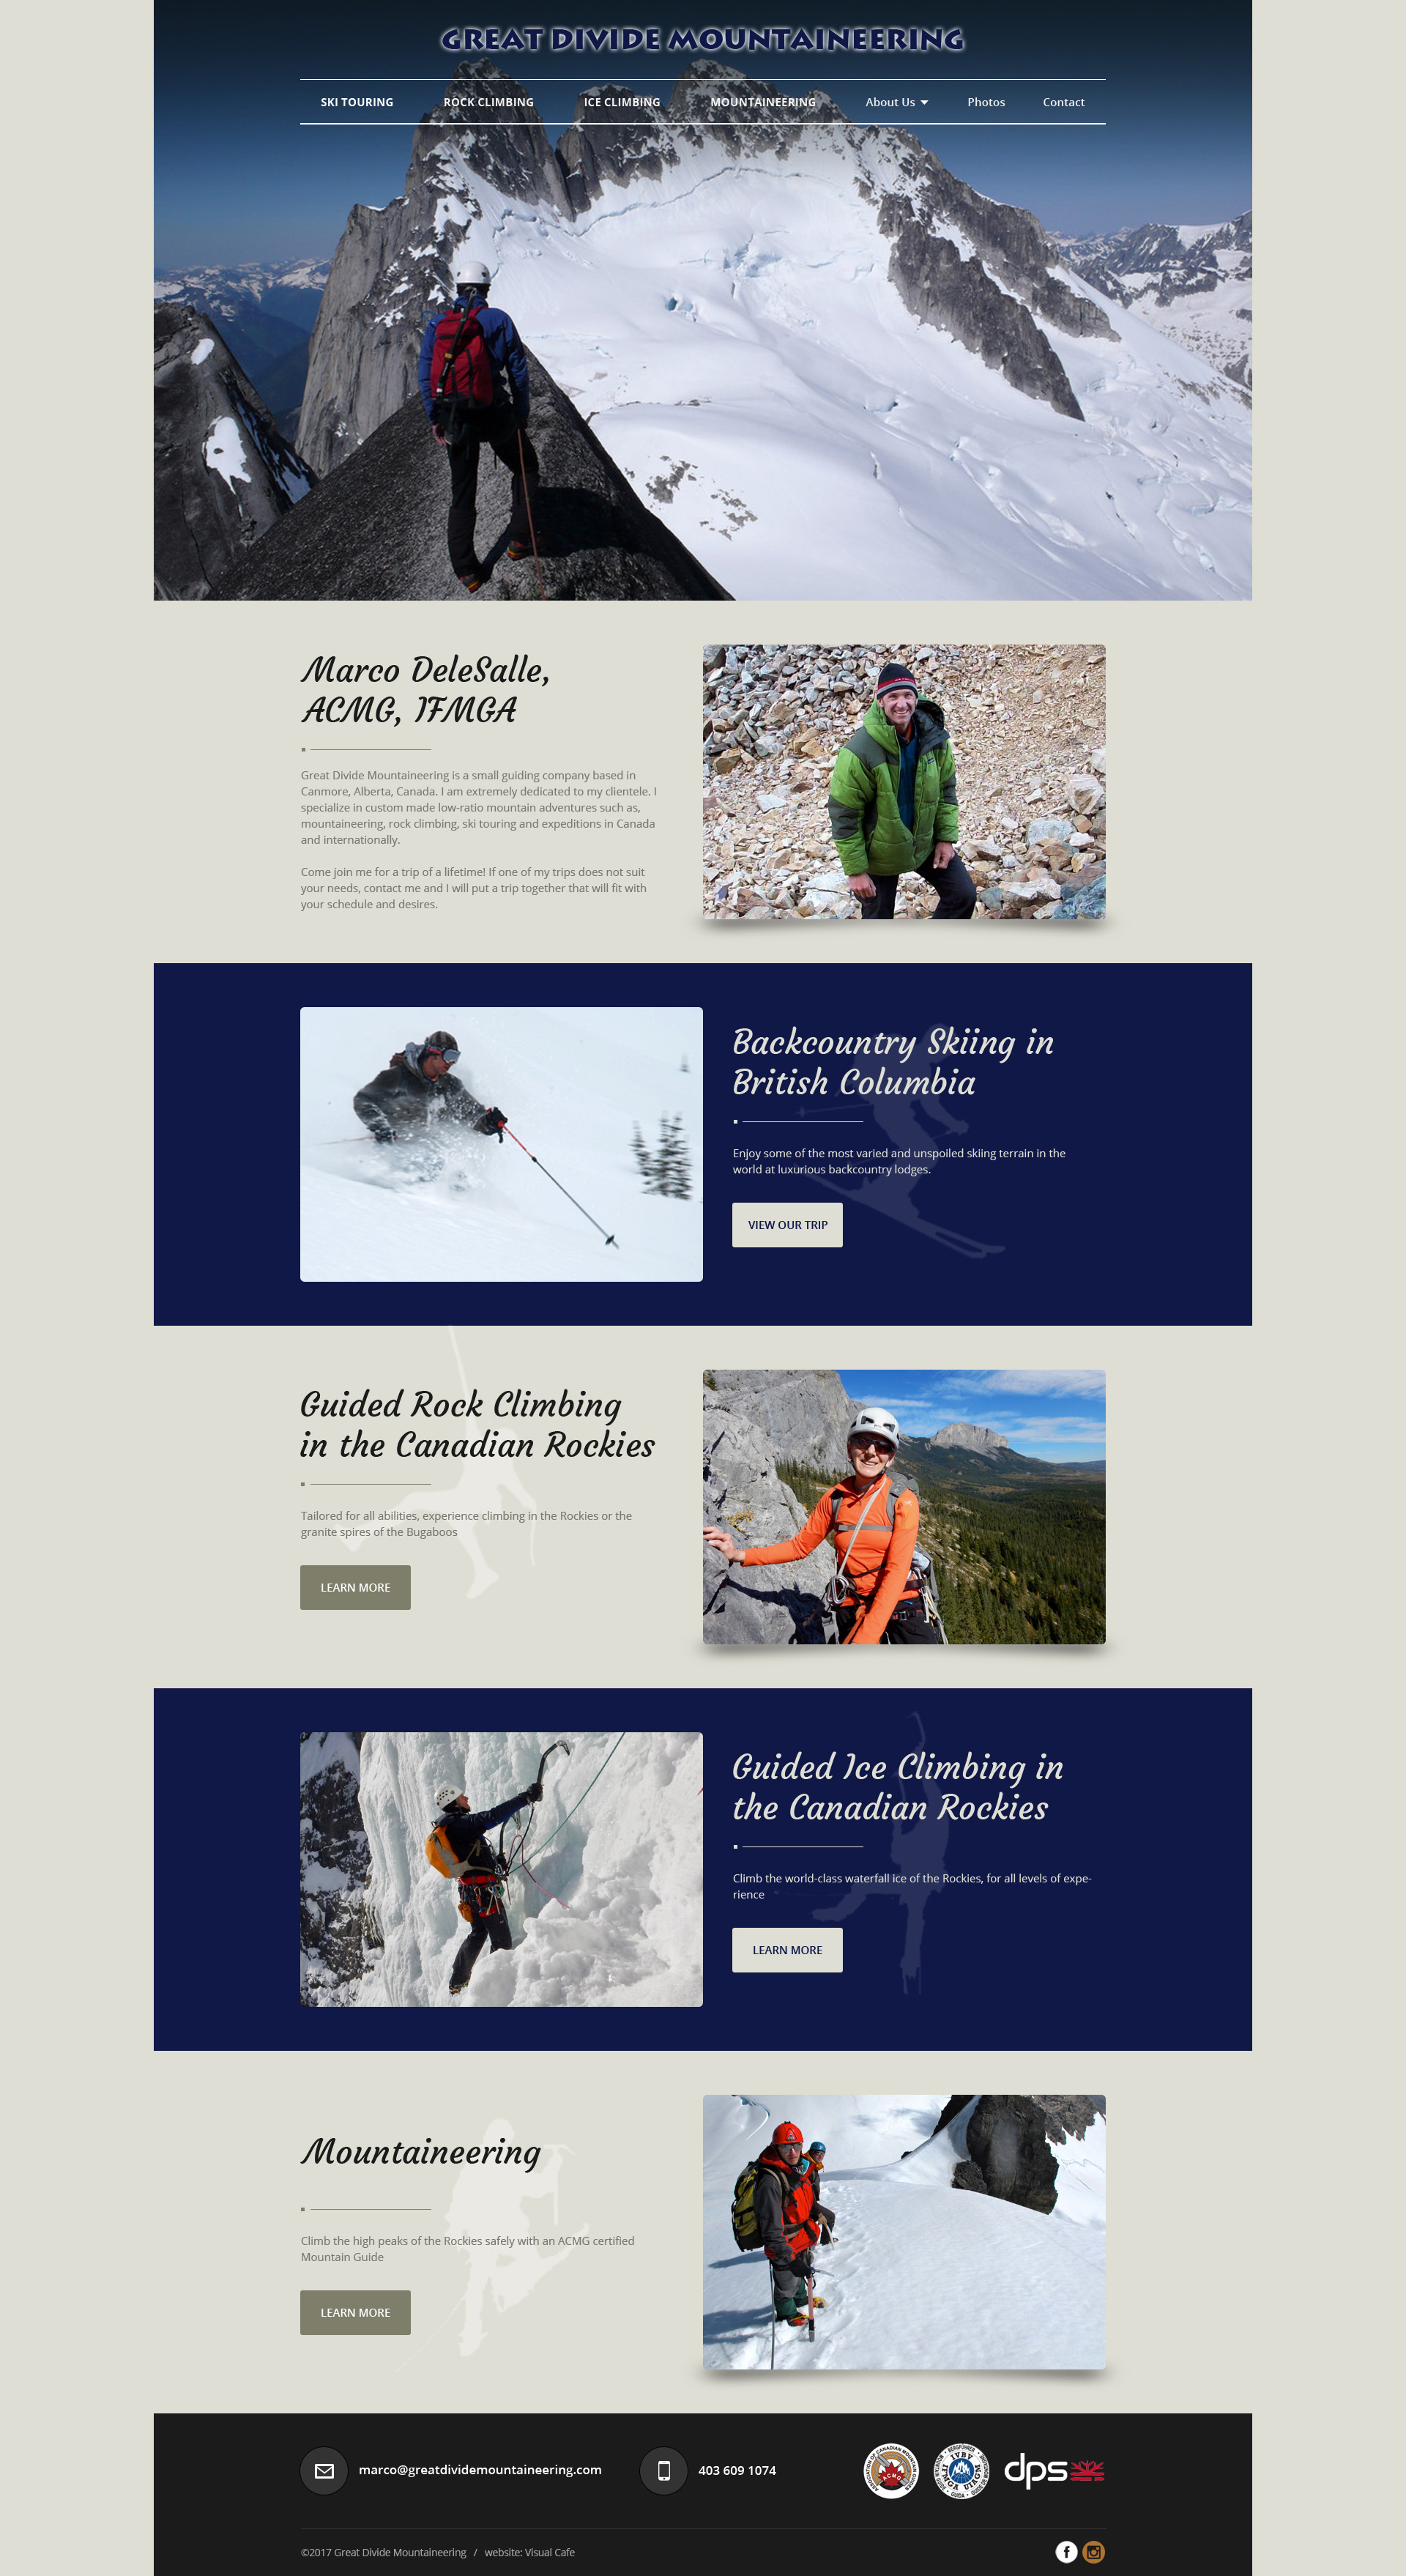 GREAT DIVIDE MOUNTAINEERING
SKI TOURING ROCK CLIMBING ICE CLIMBING MOUNTAINEERING About Us Photos Contact
Marco DeleSalle,
ACMG, IFMGA
Great Divide Mountaineering is a small guiding company based in
Canmore, Alberta, Canada. I am extremely dedicated to my clientele. I
specialize in custom made low-ratio mountain adventures such as,
mountaineering, rock climbing, ski touring and expeditions in Canada
and internationally.
Come join me for a trip of a lifetime! If one of my trips does not suit
your needs, contact me and I will put a trip together that will fit with
your schedule and desires.
Backcountry Skiing in
British Columbia
Enjoy some of the most varied and unspoiled skiing terrain in the
world at luxurious backcountry lodges.
VIEW OUR TRIP
Guided Rock Climbing
in the Canadian Rockies
Tailored for all abilities, experience climbing in the Rockies or the
granite spires of the Bugaboos
LEARN MORE
Guided Ice Climbing in
the Canadian Rockies
Climb the world-class waterfall ice of the Rockies, for all levels of expe-
rience
LEARN MORE
Mountaineering
Climb the high peaks of the Rockies safely with an ACMG certified
Mountain Guide
LEARN MORE
marco@greatdividemountaineering.com
403 609 1074
ASSOCIATION OF CANADIAN MOUNTAIN GUIDES
ACMG
IVBV
UIAGM
dps
©2017 Great Divide Mountaineering / website: Visual Cafe